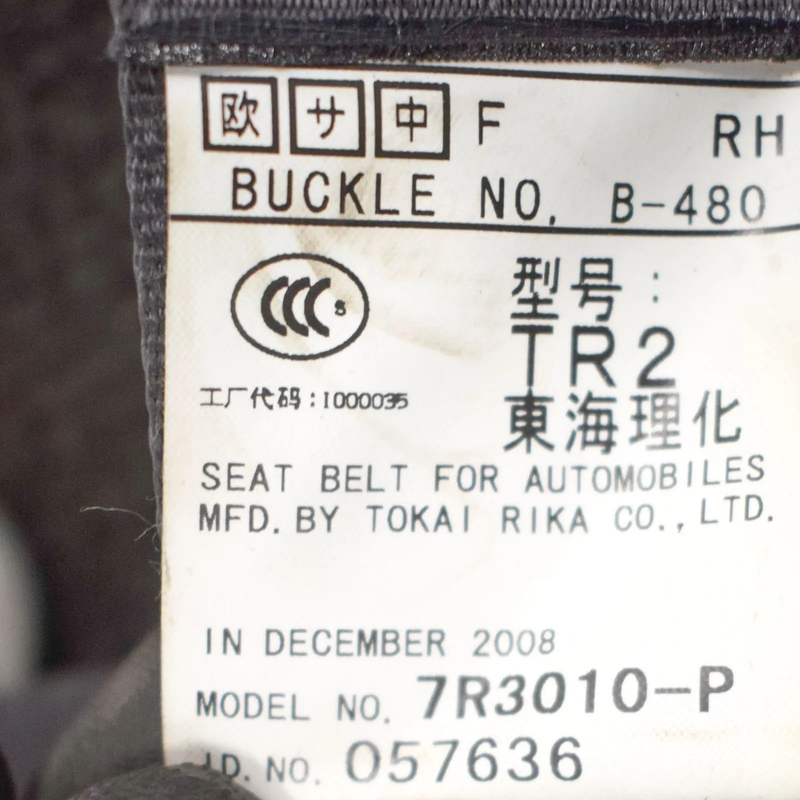 欧 サ 中 F RH
BUCKLE NO. B-480
CCC S
型号:
TR2
工厂代码:1000035
東海理化
SEAT BELT FOR AUTOMOBILES
MFD. BY TOKAI RIKA CO., LTD.
IN DECEMBER 2008
MODEL NO. 7R3010-P
I.D. NO. 057636